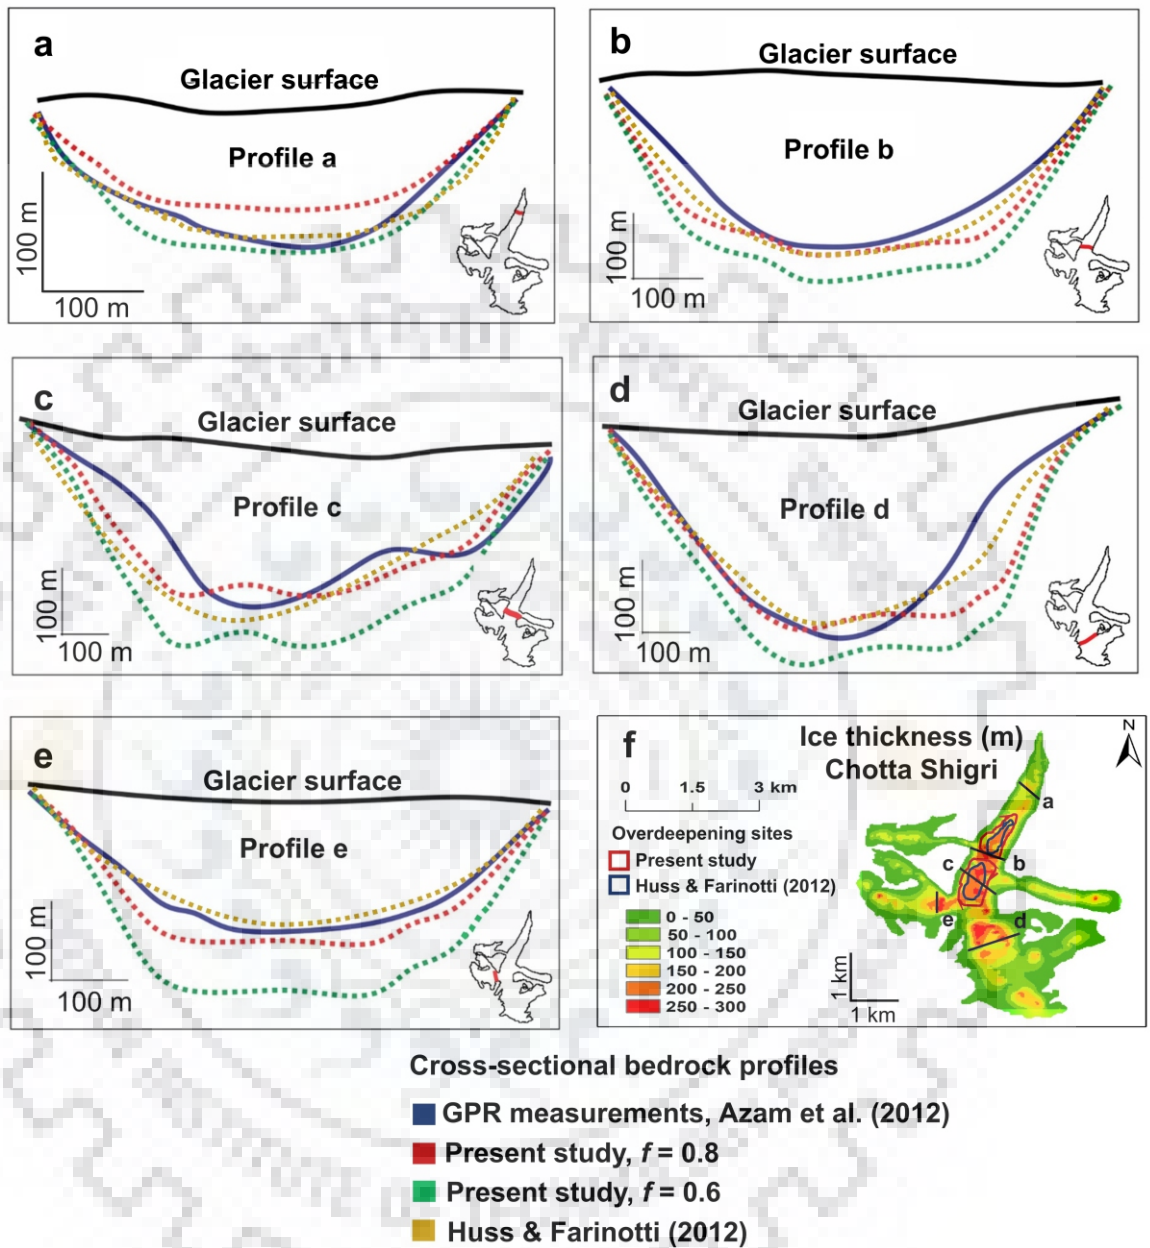 a
Glacier surface
Profile a
100 m
100 m
b
Glacier surface
Profile b
100 m
100 m
c
Glacier surface
Profile c
100 m
100 m
d
Glacier surface
Profile d
100 m
100 m
e
Glacier surface
Profile e
100 m
100 m
f
Ice thickness (m)
Chotta Shigri
N
0 1.5 3 km
Overdeepening sites
Present study
Huss & Farinotti (2012)
0 - 50
50 - 100
100 - 150
150 - 200
200 - 250
250 - 300
a
b
c
d
e
1 km
1 km
Cross-sectional bedrock profiles
GPR measurements, Azam et al. (2012)
Present study, f = 0.8
Present study, f = 0.6
Huss & Farinotti (2012)